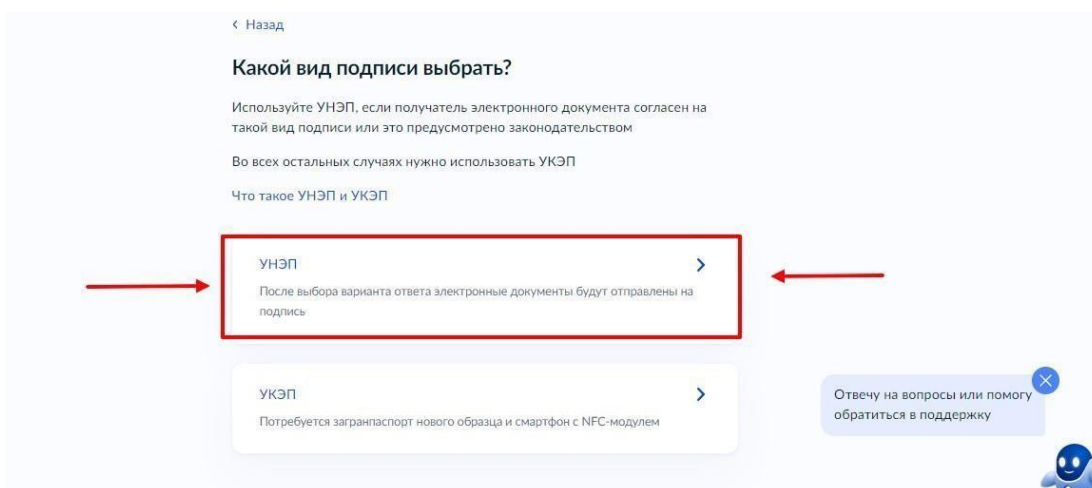 Назад
Какой вид подписи выбрать?
Используйте УНЭП, если получатель электронного документа согласен на
такой вид подписи или это предусмотрено законодательством
Во всех остальных случаях нужно использовать УКЭП
Что такое УНЭП и УКЭП
УНЭП
После выбора варианта ответа электронные документы будут отправлены на
подпись
УКЭП
Потребуется загранпаспорт нового образца и смартфон с NFC-модулем
Отвечу на вопросы или помогу
обратиться в поддержку